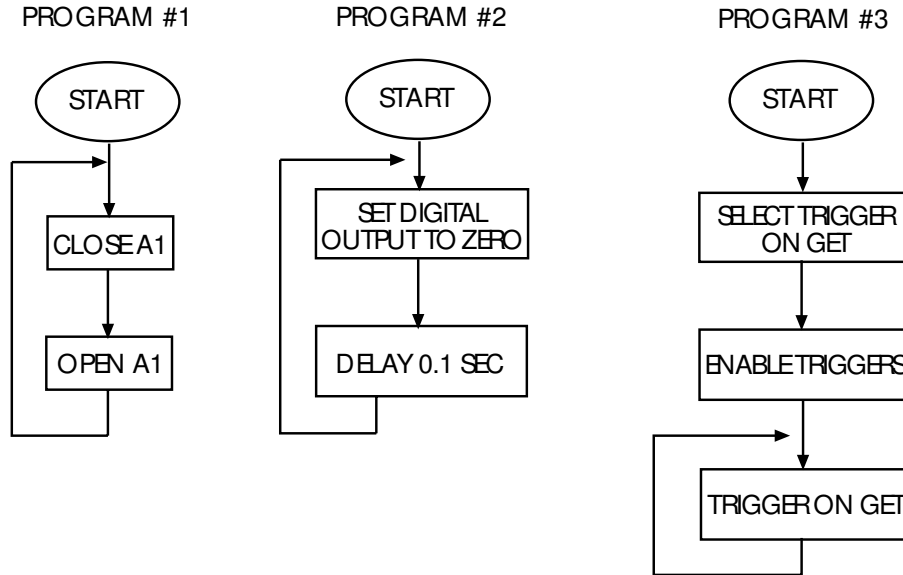 PROGRAM #1
START
CLOSE A1
OPEN A1
PROGRAM #2
START
SET DIGITAL
OUTPUT TO ZERO
DELAY 0.1 SEC
PROGRAM #3
START
SELECT TRIGGER
ON GET
ENABLE TRIGGERS
TRIGGER ON GET